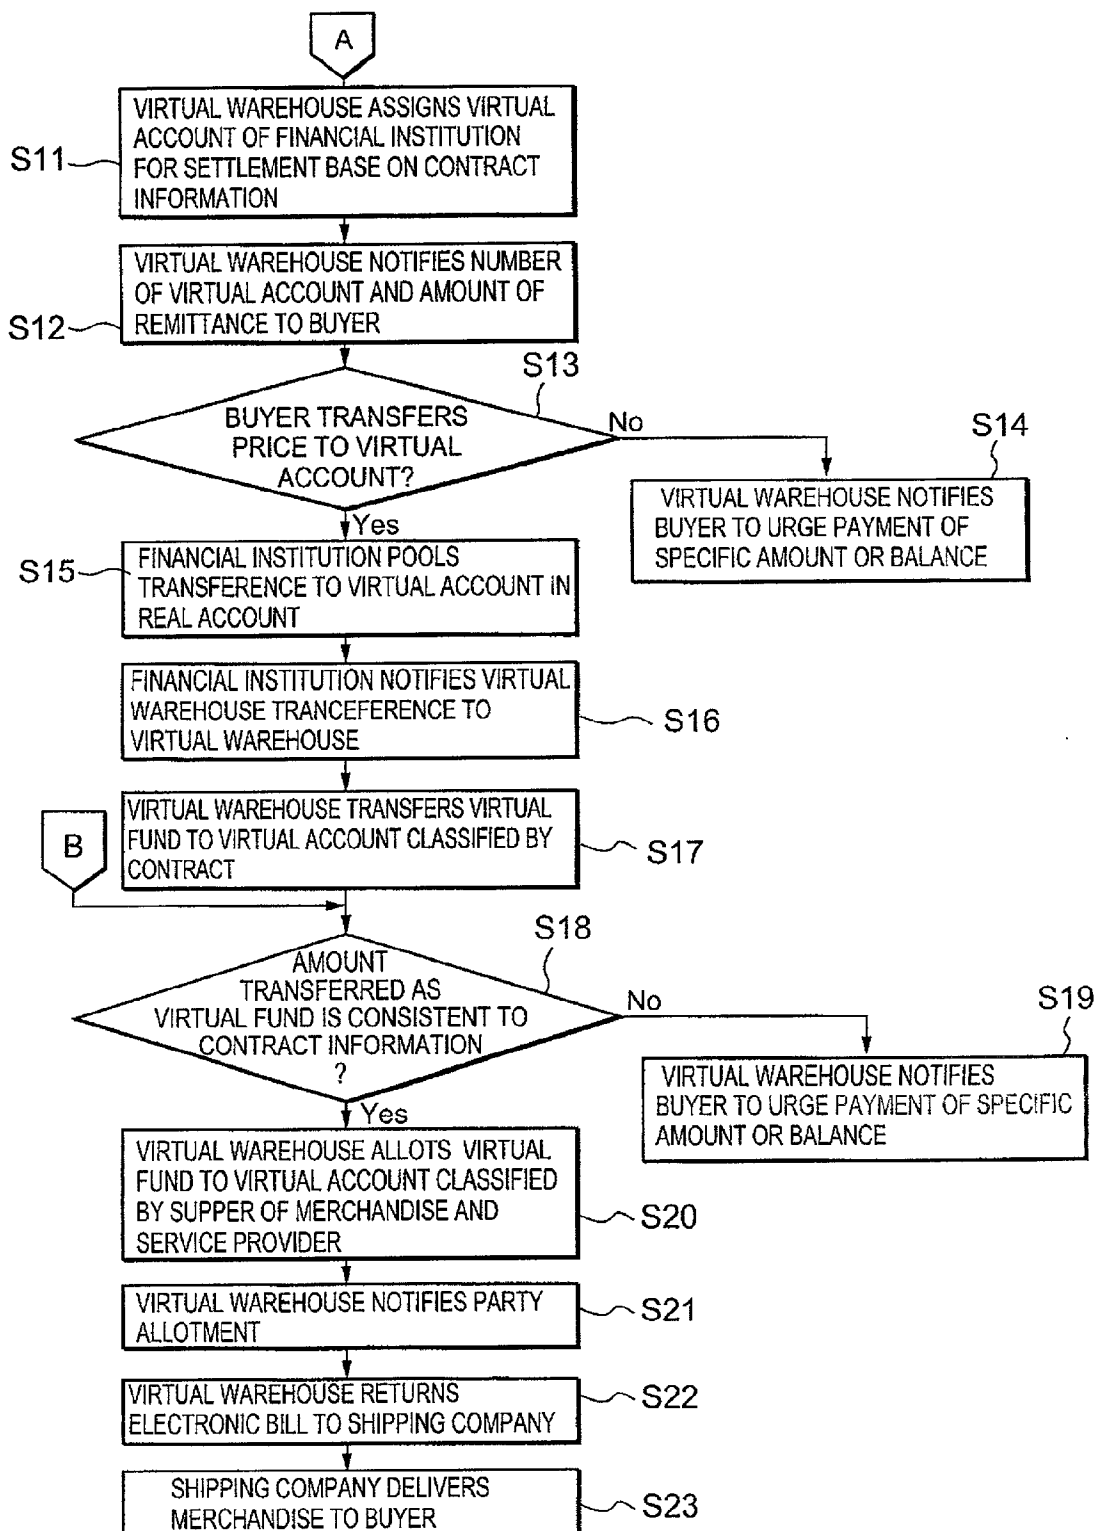 A
VIRTUAL WAREHOUSE ASSIGNS VIRTUAL
ACCOUNT OF FINANCIAL INSTITUTION
FOR SETTLEMENT BASE ON CONTRACT
INFORMATION
S11
VIRTUAL WAREHOUSE NOTIFIES NUMBER
OF VIRTUAL ACCOUNT AND AMOUNT OF
REMITTANCE TO BUYER
S12
S13
BUYER TRANSFERS
PRICE TO VIRTUAL
ACCOUNT?
No
S14
VIRTUAL WAREHOUSE NOTIFIES
BUYER TO URGE PAYMENT OF
SPECIFIC AMOUNT OR BALANCE
Yes
S15
FINANCIAL INSTITUTION POOLS
TRANSFERENCE TO VIRTUAL ACCOUNT IN
REAL ACCOUNT
FINANCIAL INSTITUTION NOTIFIES VIRTUAL
WAREHOUSE TRANCEFERENCE TO
VIRTUAL WAREHOUSE
S16
VIRTUAL WAREHOUSE TRANSFERS VIRTUAL
FUND TO VIRTUAL ACCOUNT CLASSIFIED BY
CONTRACT
S17
B
S18
AMOUNT
TRANSFERRED AS
VIRTUAL FUND IS CONSISTENT TO
CONTRACT INFORMATION
?
No
S19
VIRTUAL WAREHOUSE NOTIFIES
BUYER TO URGE PAYMENT OF SPECIFIC
AMOUNT OR BALANCE
Yes
VIRTUAL WAREHOUSE ALLOTS VIRTUAL
FUND TO VIRTUAL ACCOUNT CLASSIFIED
BY SUPPER OF MERCHANDISE AND
SERVICE PROVIDER
S20
VIRTUAL WAREHOUSE NOTIFIES PARTY
ALLOTMENT
S21
VIRTUAL WAREHOUSE RETURNS
ELECTRONIC BILL TO SHIPPING COMPANY
S22
SHIPPING COMPANY DELIVERS
MERCHANDISE TO BUYER
S23